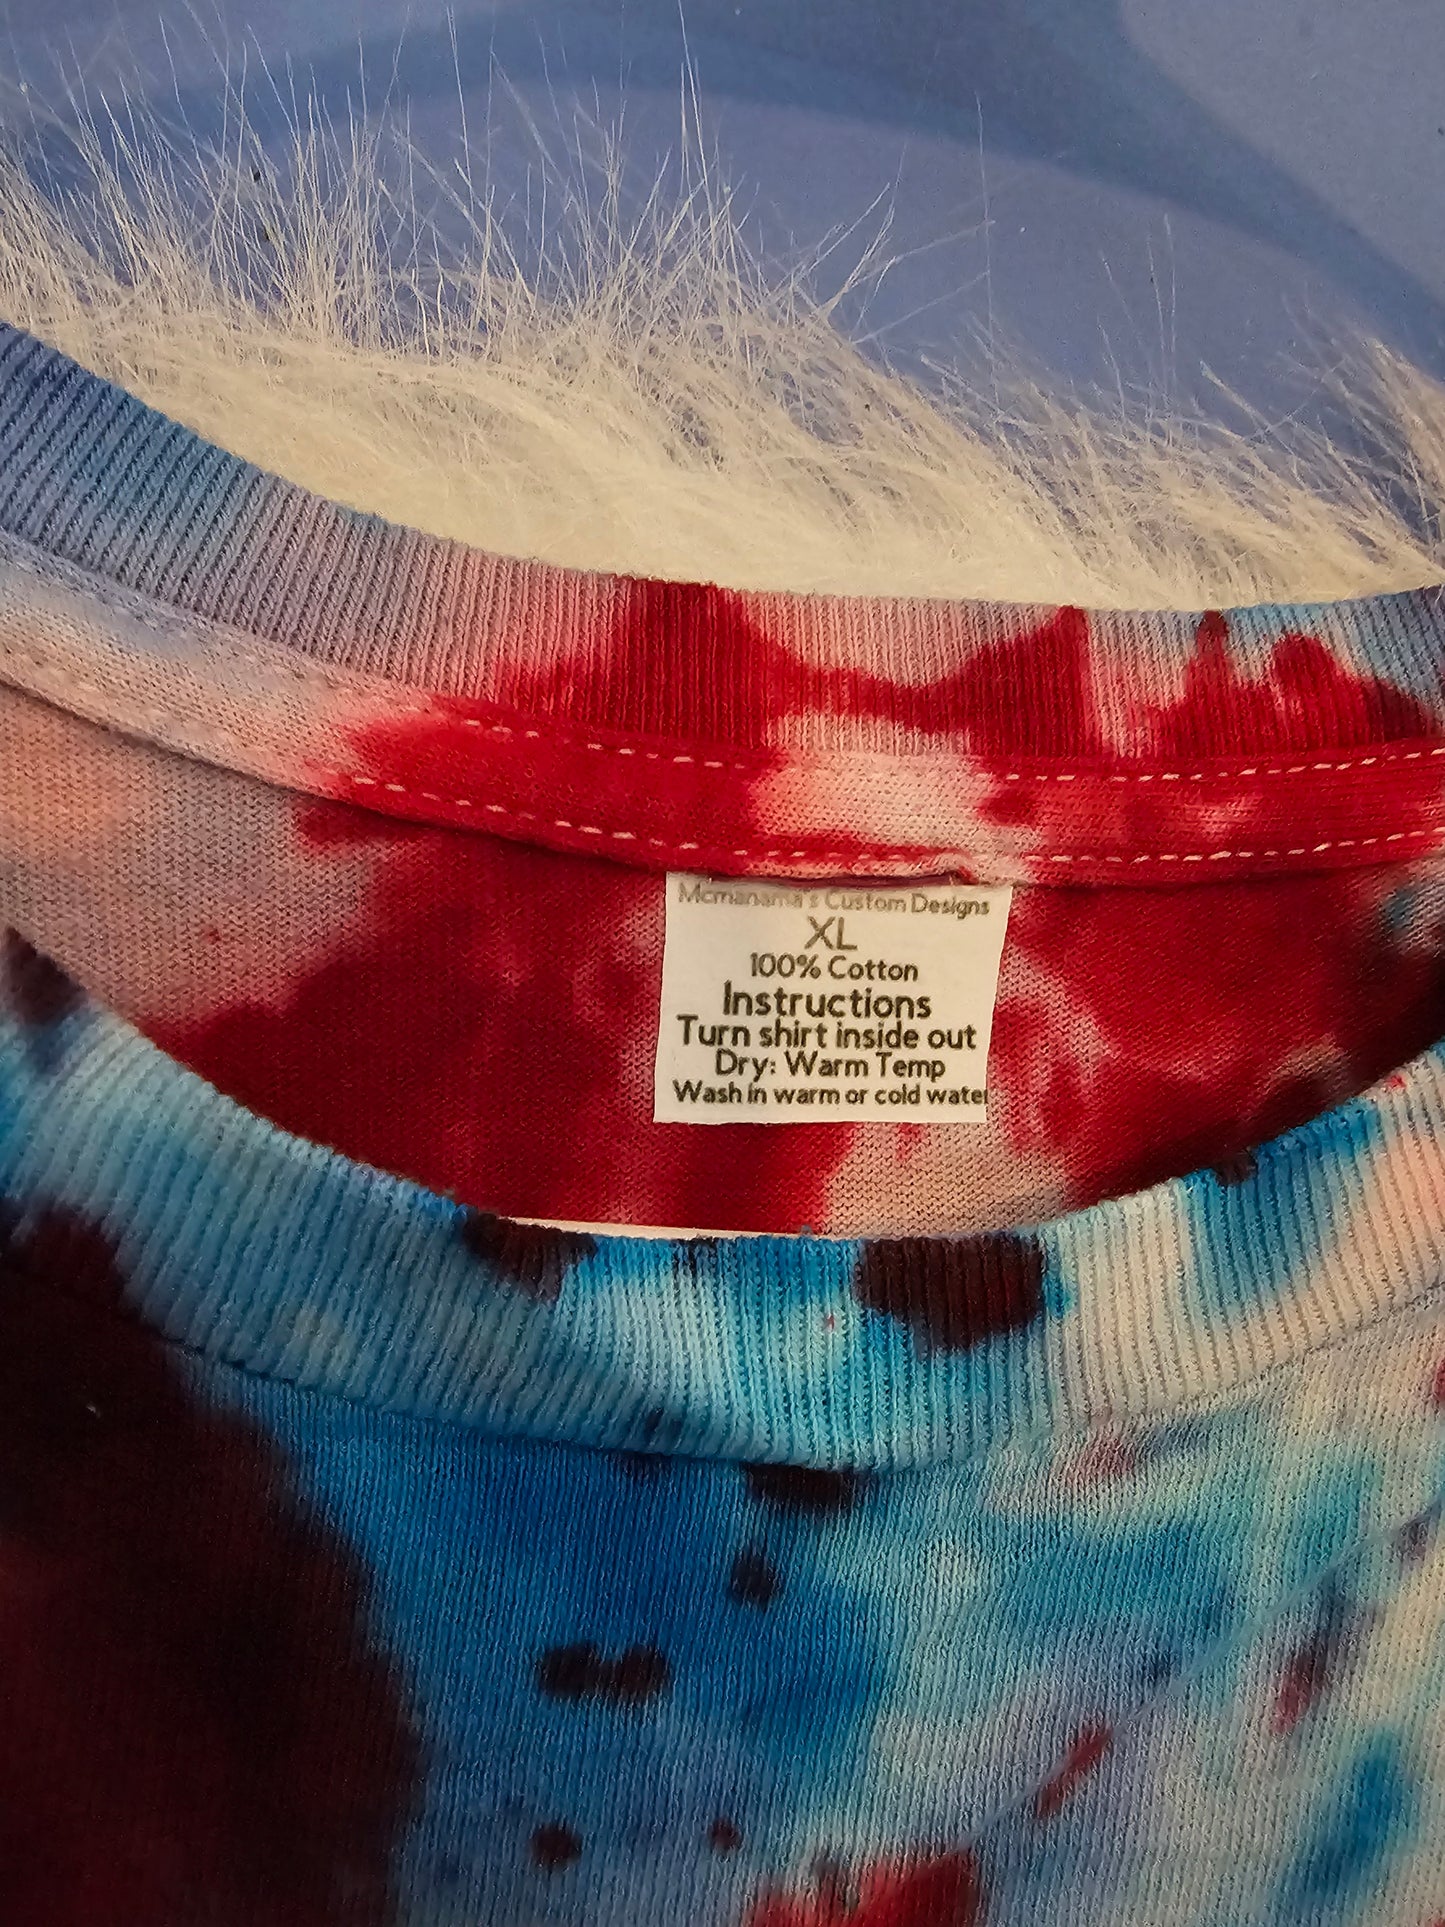 Mcmanama's Custom Designs
XL
100% Cotton
Instructions
Turn shirt inside out
Dry: Warm Temp
Wash in warm or cold water